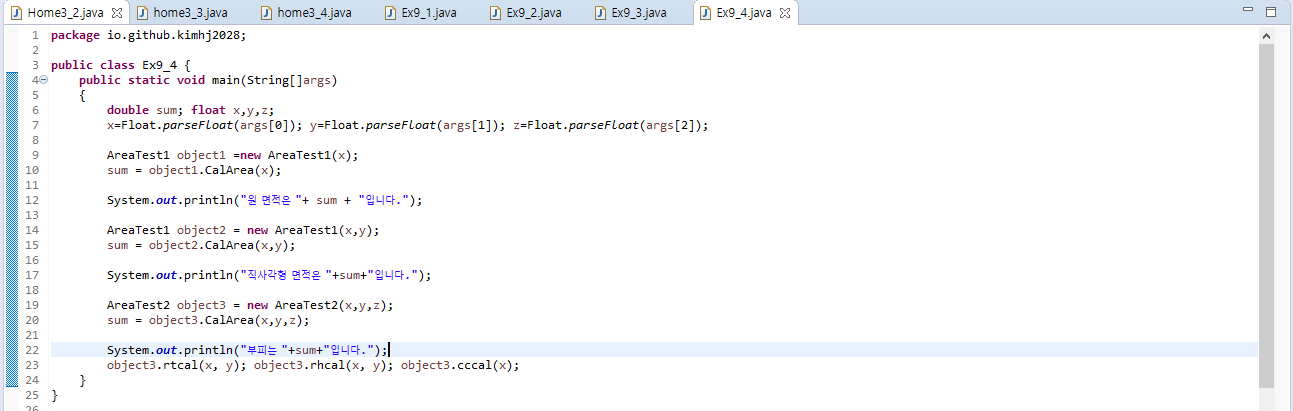 Home3_2.java home3_3.java home3_4.java Ex9_1.java Ex9_2.java Ex9_3.java Ex9_4.java
1 package io.github.kimhj2028;
2
3 public class Ex9_4 {
4 public static void main(String[]args)
5 {
6 double sum; float x,y,z;
7 x=Float.parseFloat(args[0]); y=Float.parseFloat(args[1]); z=Float.parseFloat(args[2]);
8
9 AreaTest1 object1 =new AreaTest1(x);
10 sum = object1.CalArea(x);
11
12 System.out.println("원 면적은 "+ sum + "입니다.");
13
14 AreaTest1 object2 = new AreaTest1(x,y);
15 sum = object2.CalArea(x,y);
16
17 System.out.println("직사각형 면적은 "+sum+"입니다.");
18
19 AreaTest2 object3 = new AreaTest2(x,y,z);
20 sum = object3.CalArea(x,y,z);
21
22 System.out.println("부피는 "+sum+"입니다.");
23 object3.rtcal(x, y); object3.rhcal(x, y); object3.cccal(x);
24 }
25 }
26